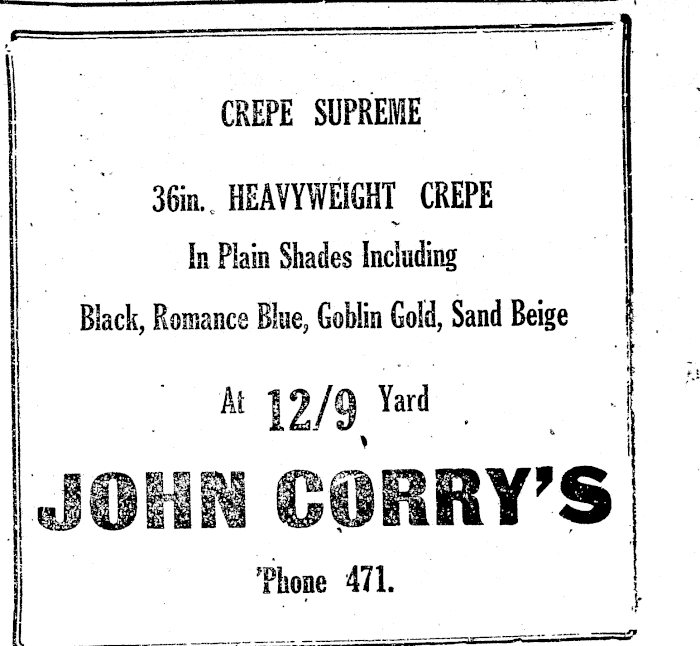 CREPE SUPREME
36in. HEAVYWEIGHT CREPE
In Plain Shades Including
Black, Romance Blue, Goblin Gold, Sand Beige
At 12/9 Yard
JOHN CORRY'S
'Phone 471.